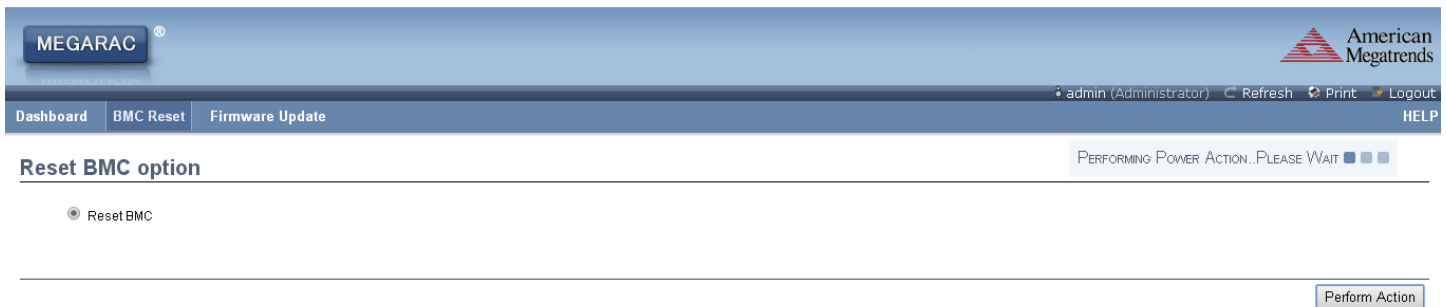 MEGARAC ®
American
Megatrends
admin (Administrator) Refresh Print Logout
Dashboard BMC Reset Firmware Update HELP
Reset BMC option
PERFORMING POWER ACTION..PLEASE WAIT
Reset BMC
Perform Action